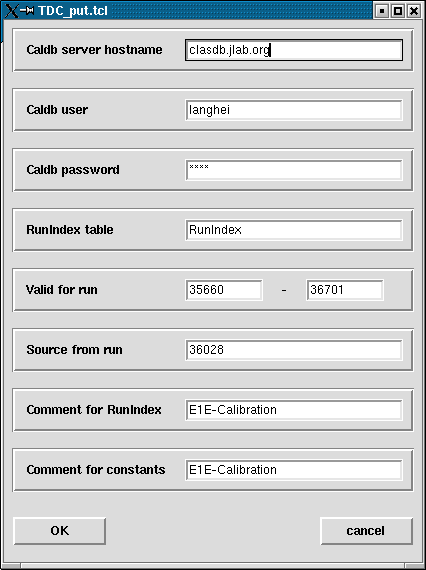 TDC_put.tcl
Caldb server hostname clasdb.jlab.org
Caldb user langhei
Caldb password ****
RunIndex table RunIndex
Valid for run 35660 - 36701
Source from run 36028
Comment for RunIndex E1E-Calibration
Comment for constants E1E-Calibration
OK cancel